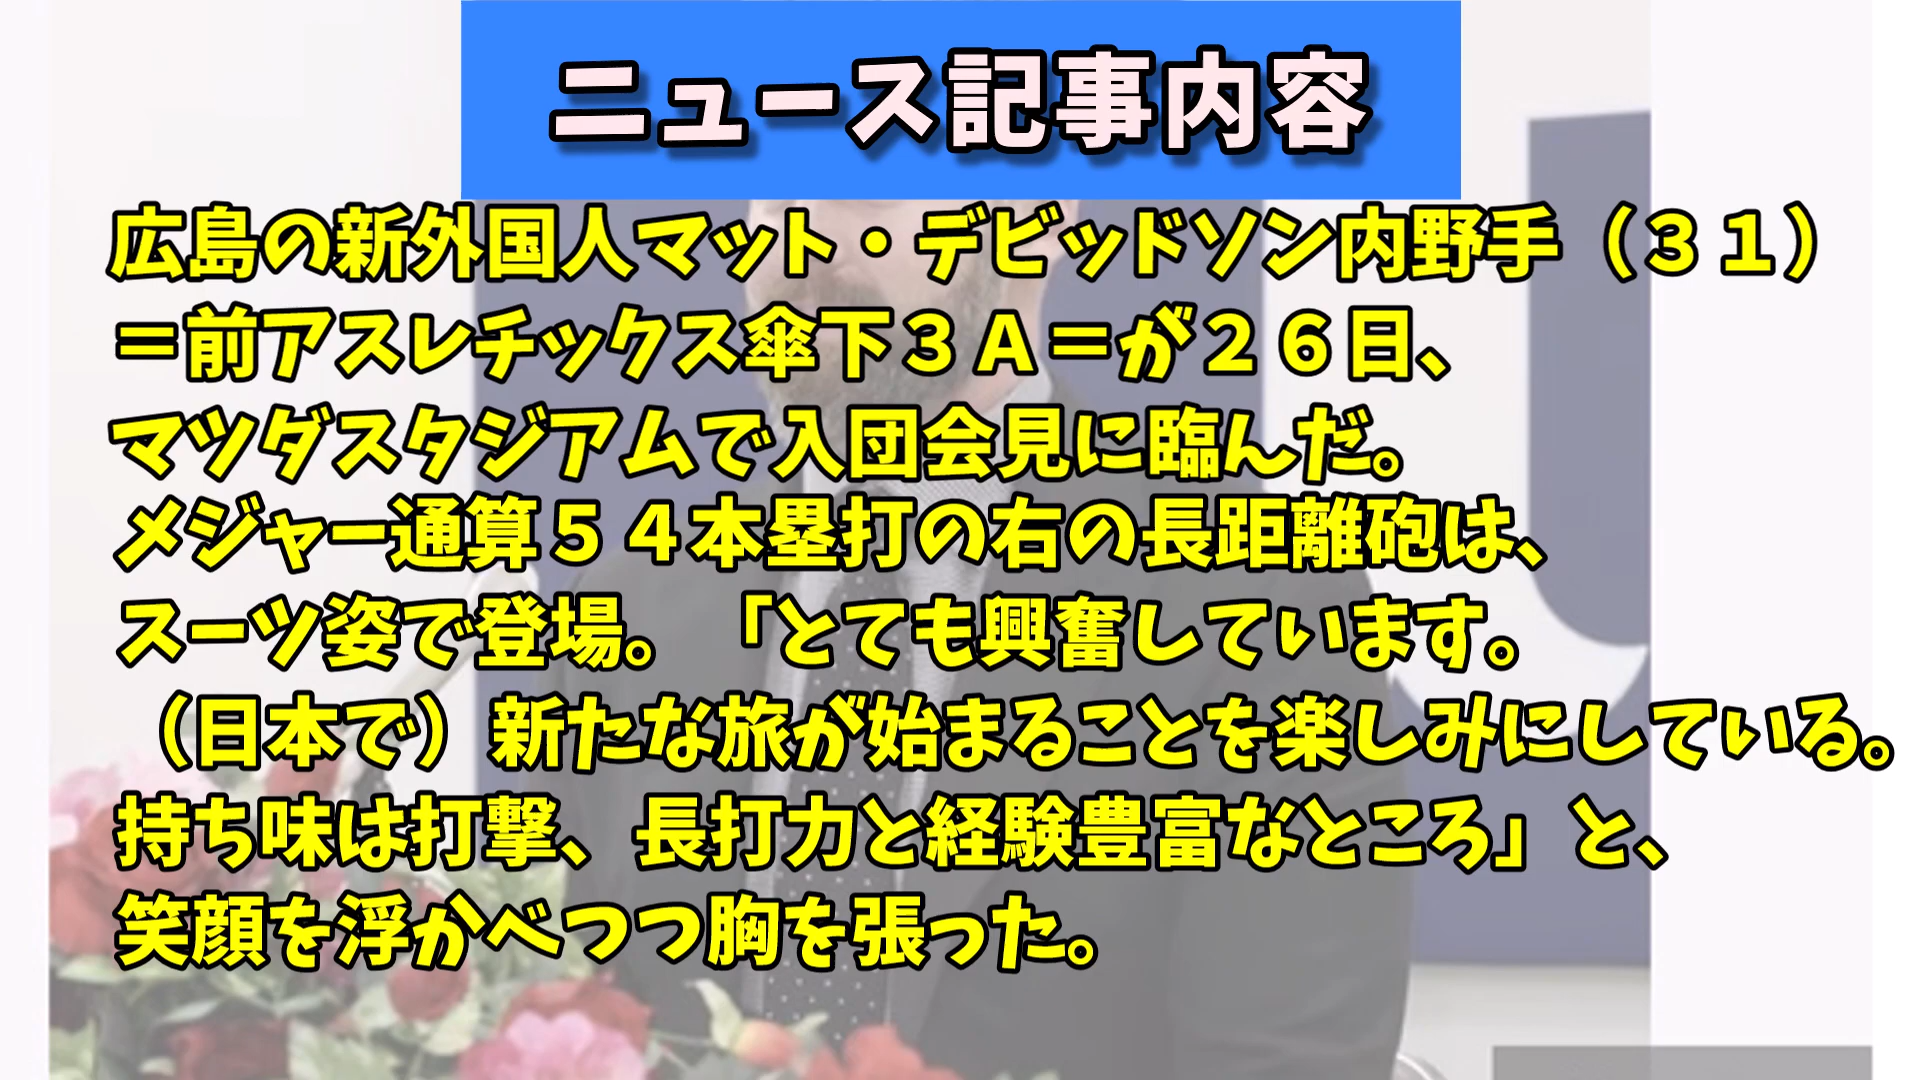 ニュース記事内容
広島の新外国人マット・デビッドソン内野手（３１）
＝前アスレチックス傘下３Ａ＝が２６日、
マツダスタジアムで入団会見に臨んだ。
メジャー通算５４本塁打の右の長距離砲は、
スーツ姿で登場。「とても興奮しています。
（日本で）新たな旅が始まることを楽しみにしている。
持ち味は打撃、長打力と経験豊富なところ」と、
笑顔を浮かべつつ胸を張った。